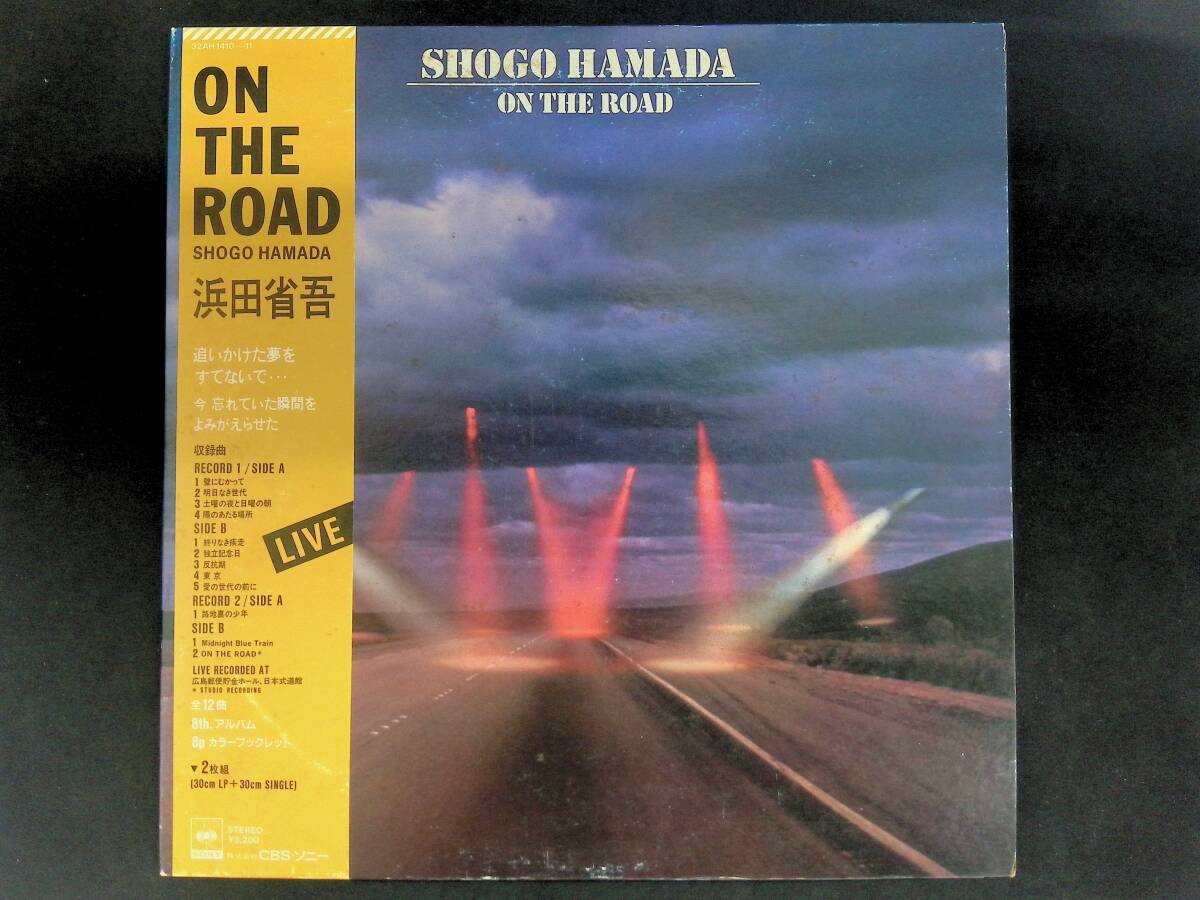 32AH 1410~11
ON
THE
ROAD
SHOGO HAMADA
浜田省吾
追いかけた夢を
すてないで・・・
今 忘れていた瞬間を
よみがえらせた
収録曲
RECORD 1/SIDE A
1 壁にむかって
2 明日なき世代
3 土曜の夜と日曜の朝
4 陽のあたる場所
SIDE B
1 終りなき疾走
2 独立記念日
3 反抗期
4 東京
5 愛の世代の前に
RECORD 2/SIDE A
1 路地裏の少年
SIDE B
1 Midnight Blue Train
2 ON THE ROAD*
LIVE RECORDED AT
広島郵便貯金ホール、日本武道館
* STUDIO RECORDING
全12曲
8th. アルバム
8p カラーブックレット
▼2枚組
(30cm LP+30cm SINGLE)
STEREO
¥3,200
CBS・ソニー
LIVE
SHOGO HAMADA
ON THE ROAD